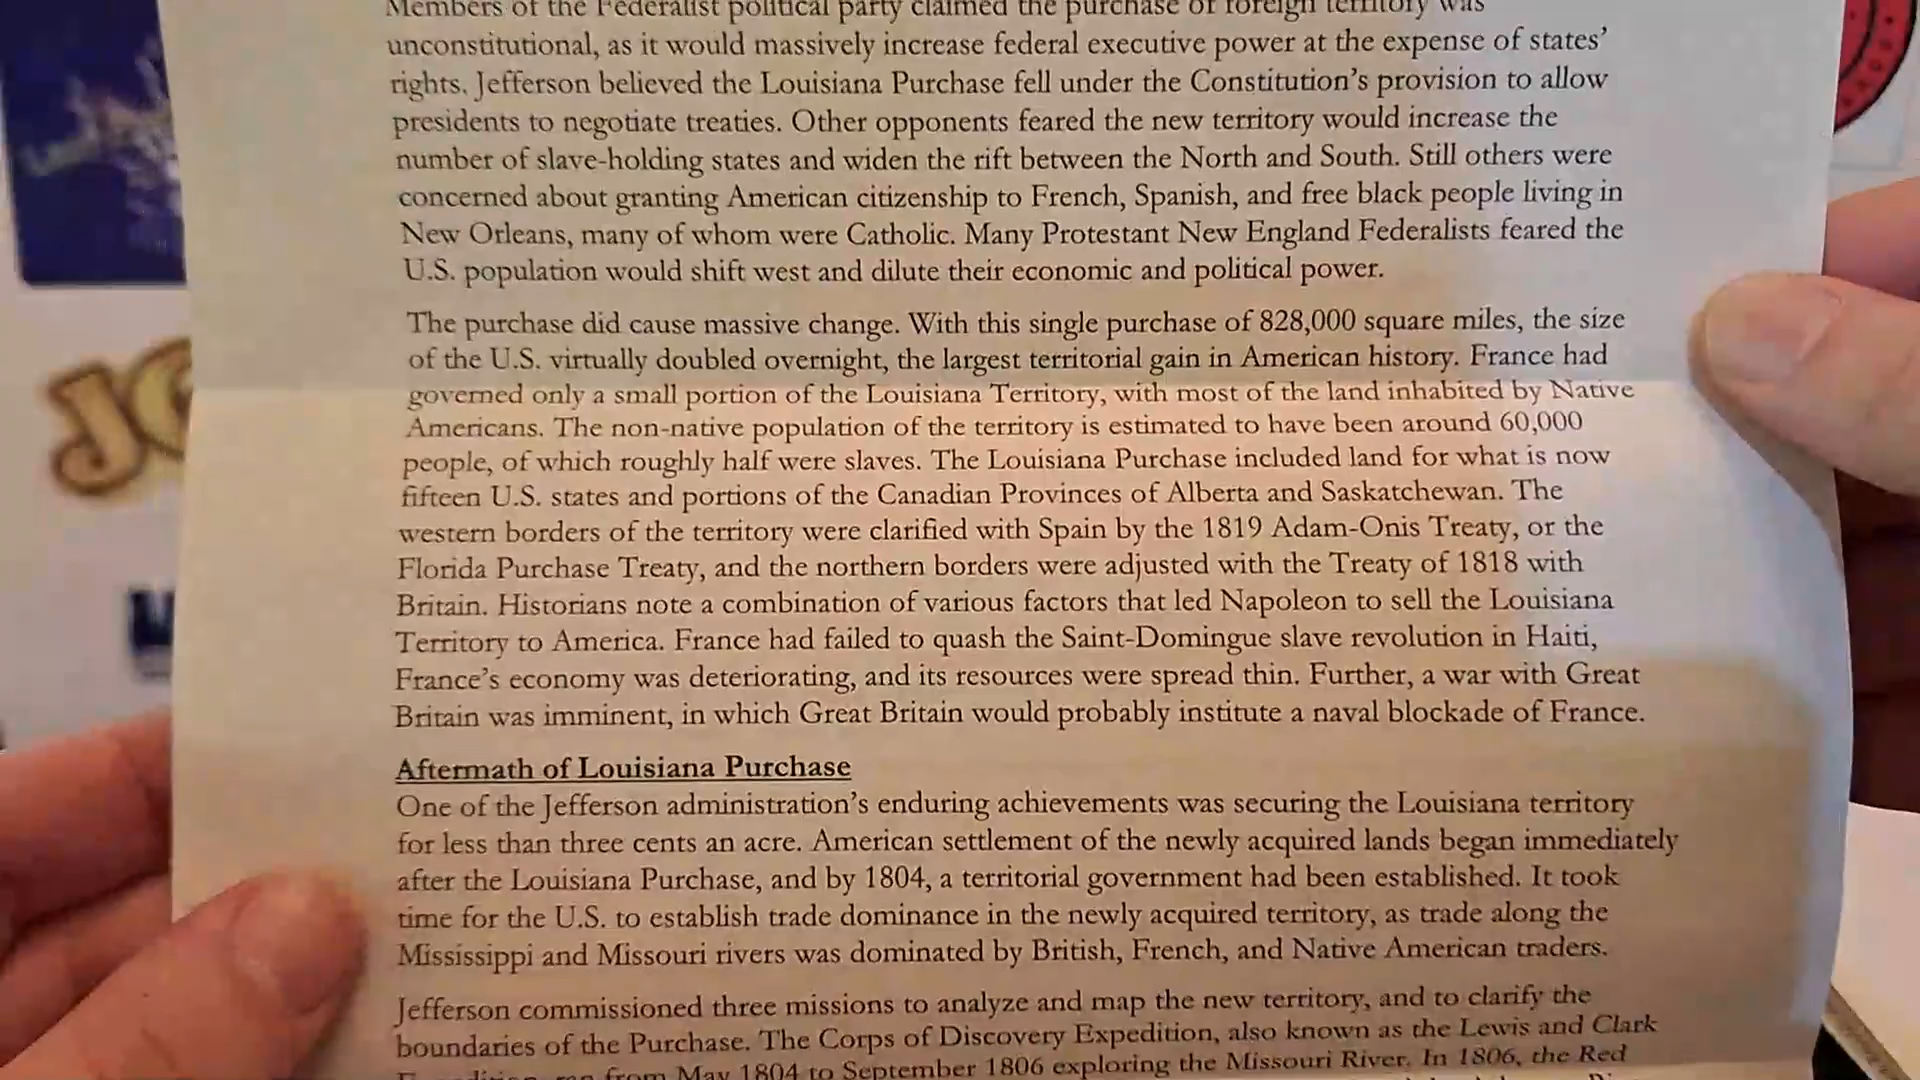 Members of the Federalist political party claimed the purchase of foreign territory was
unconstitutional, as it would massively increase federal executive power at the expense of states’
rights. Jefferson believed the Louisiana Purchase fell under the Constitution’s provision to allow
presidents to negotiate treaties. Other opponents feared the new territory would increase the
number of slave-holding states and widen the rift between the North and South. Still others were
concerned about granting American citizenship to French, Spanish, and free black people living in
New Orleans, many of whom were Catholic. Many Protestant New England Federalists feared the
U.S. population would shift west and dilute their economic and political power.
The purchase did cause massive change. With this single purchase of 828,000 square miles, the size
of the U.S. virtually doubled overnight, the largest territorial gain in American history. France had
governed only a small portion of the Louisiana Territory, with most of the land inhabited by Native
Americans. The non-native population of the territory is estimated to have been around 60,000
people, of which roughly half were slaves. The Louisiana Purchase included land for what is now
fifteen U.S. states and portions of the Canadian Provinces of Alberta and Saskatchewan. The
western borders of the territory were clarified with Spain by the 1819 Adam-Onis Treaty, or the
Florida Purchase Treaty, and the northern borders were adjusted with the Treaty of 1818 with
Britain. Historians note a combination of various factors that led Napoleon to sell the Louisiana
Territory to America. France had failed to quash the Saint-Domingue slave revolution in Haiti,
France’s economy was deteriorating, and its resources were spread thin. Further, a war with Great
Britain was imminent, in which Great Britain would probably institute a naval blockade of France.
Aftermath of Louisiana Purchase
One of the Jefferson administration’s enduring achievements was securing the Louisiana territory
for less than three cents an acre. American settlement of the newly acquired lands began immediately
after the Louisiana Purchase, and by 1804, a territorial government had been established. It took
time for the U.S. to establish trade dominance in the newly acquired territory, as trade along the
Mississippi and Missouri rivers was dominated by British, French, and Native American traders.
Jefferson commissioned three missions to analyze and map the new territory, and to clarify the
boundaries of the Purchase. The Corps of Discovery Expedition, also known as the Lewis and Clark
from May 1804 to September 1806 exploring the Missouri River. In 1806, the Red